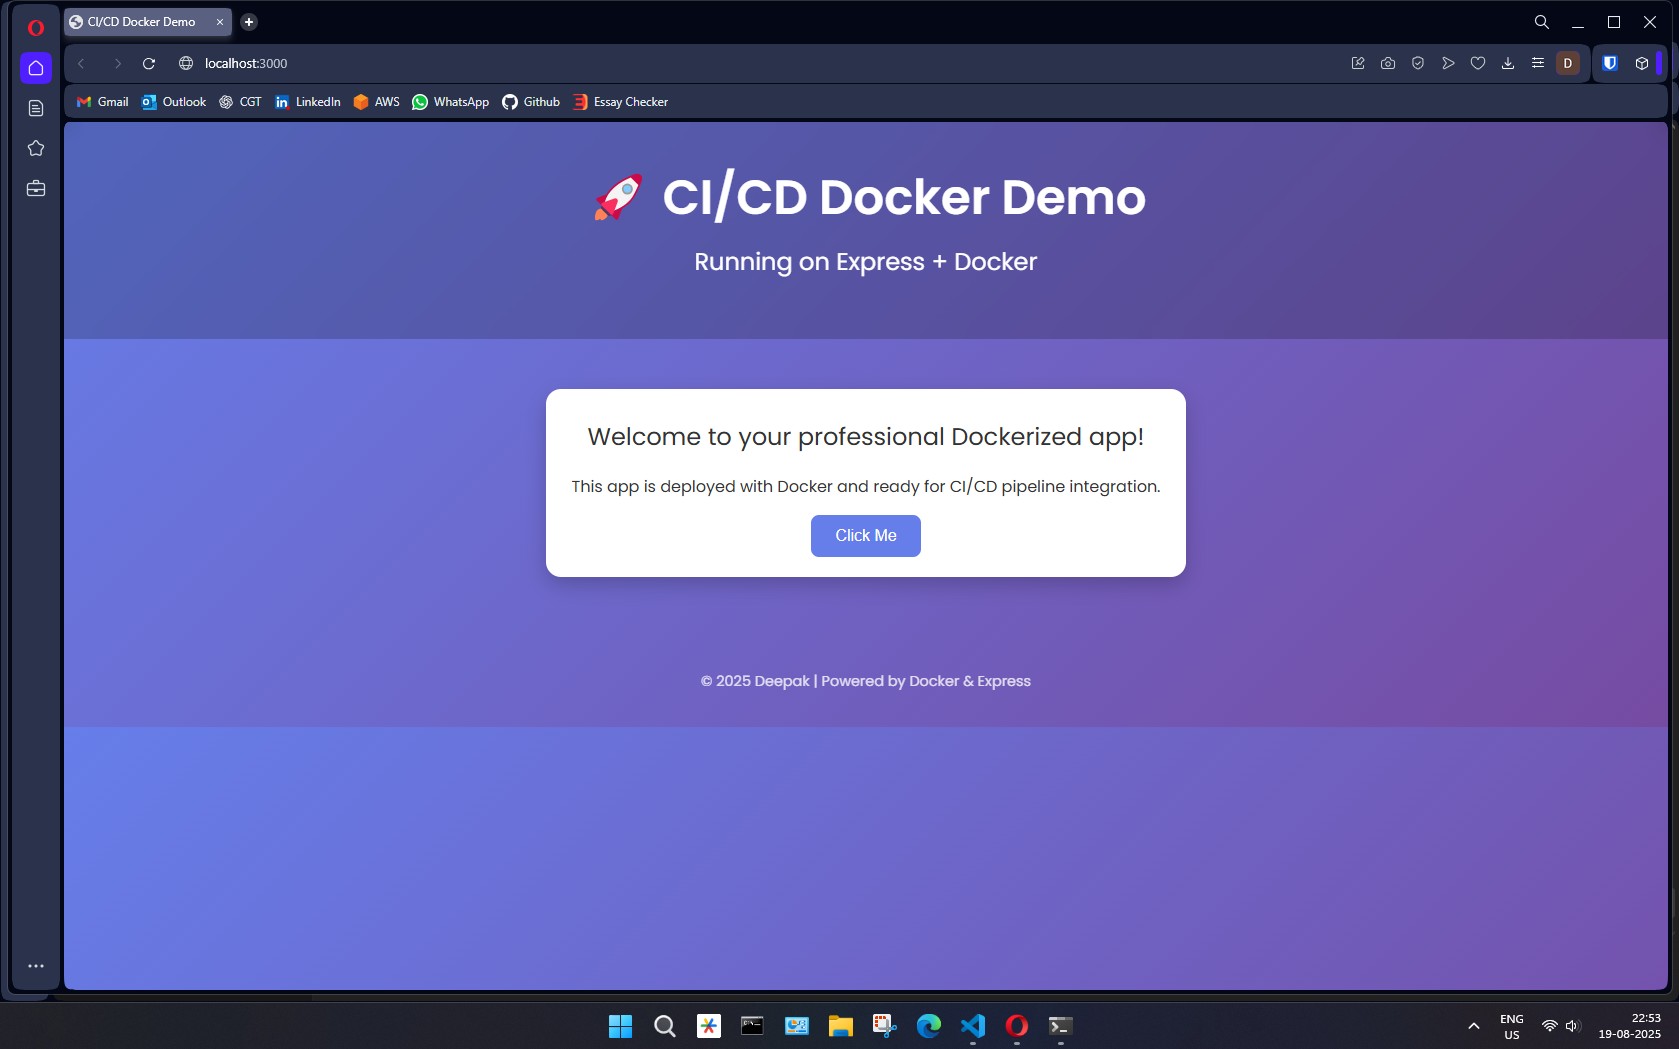 CI/CD Docker Demo
localhost:3000
D
Gmail
Outlook
CGT
LinkedIn
AWS
WhatsApp
Github
Essay Checker
🚀 CI/CD Docker Demo
Running on Express + Docker
Welcome to your professional Dockerized app!
This app is deployed with Docker and ready for CI/CD pipeline integration.
Click Me
© 2025 Deepak | Powered by Docker & Express
ENG
US
22:53
19-08-2025